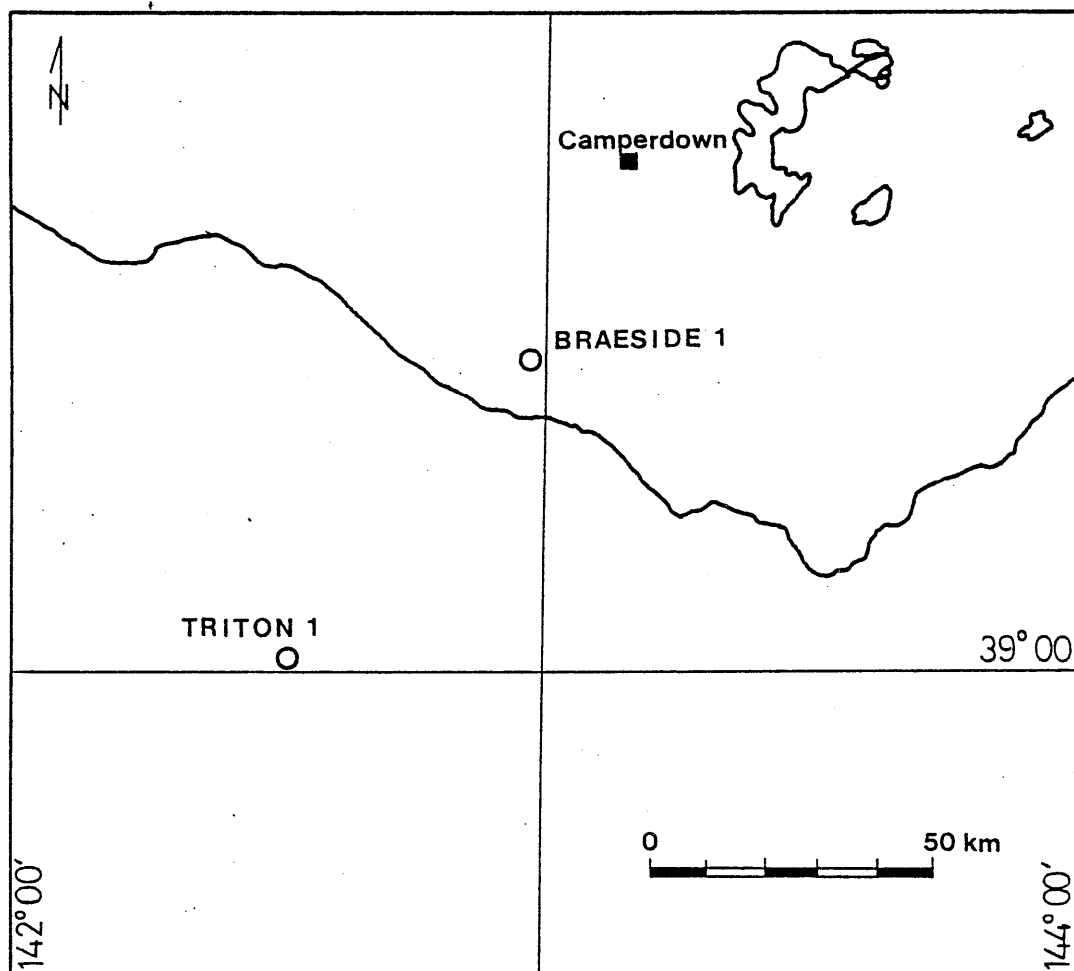 N
Camperdown
BRAESIDE 1
TRITON 1
39° 00
0 50 km
142° 00'
144° 00'